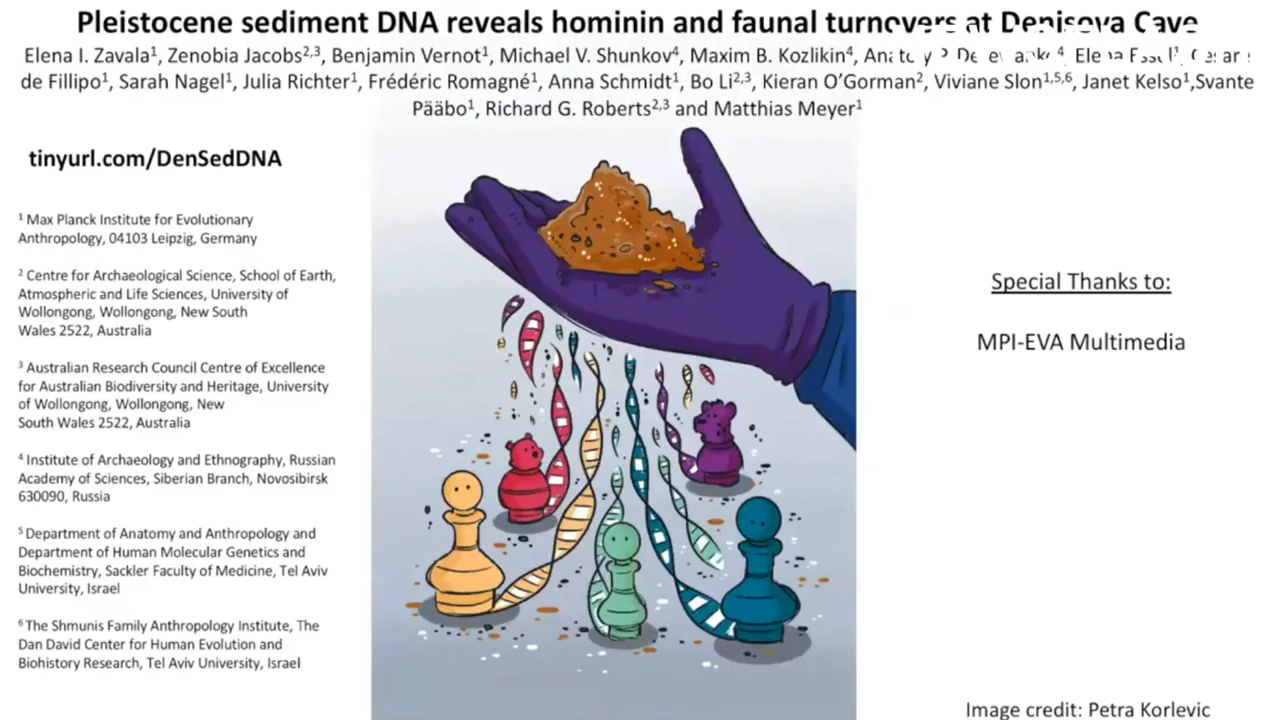 Pleistocene sediment DNA reveals hominin and faunal turnovers at Denisova Cave
Elena I. Zavala¹, Zenobia Jacobs²,³, Benjamin Vernot¹, Michael V. Shunkov⁴, Maxim B. Kozlikin⁴,
de Fillipo¹, Sarah Nagel¹, Julia Richter¹, Frédéric Romagné¹, Anna Schmidt¹, Bo Li²,³, Kieran O'Gorman², Viviane Slon¹,⁵,⁶, Janet Kelso¹,Svante
Pääbo¹, Richard G. Roberts²,³ and Matthias Meyer¹
tinyurl.com/DenSedDNA
¹ Max Planck Institute for Evolutionary
Anthropology, 04103 Leipzig, Germany
² Centre for Archaeological Science, School of Earth,
Atmospheric and Life Sciences, University of
Wollongong, Wollongong, New South
Wales 2522, Australia
³ Australian Research Council Centre of Excellence
for Australian Biodiversity and Heritage, University
of Wollongong, Wollongong, New
South Wales 2522, Australia
⁴ Institute of Archaeology and Ethnography, Russian
Academy of Sciences, Siberian Branch, Novosibirsk
630090, Russia
⁵ Department of Anatomy and Anthropology and
Department of Human Molecular Genetics and
Biochemistry, Sackler Faculty of Medicine, Tel Aviv
University, Israel
⁶ The Shmunis Family Anthropology Institute, The
Dan David Center for Human Evolution and
Biohistory Research, Tel Aviv University, Israel
Special Thanks to:
MPI-EVA Multimedia
Image credit: Petra Korlevic